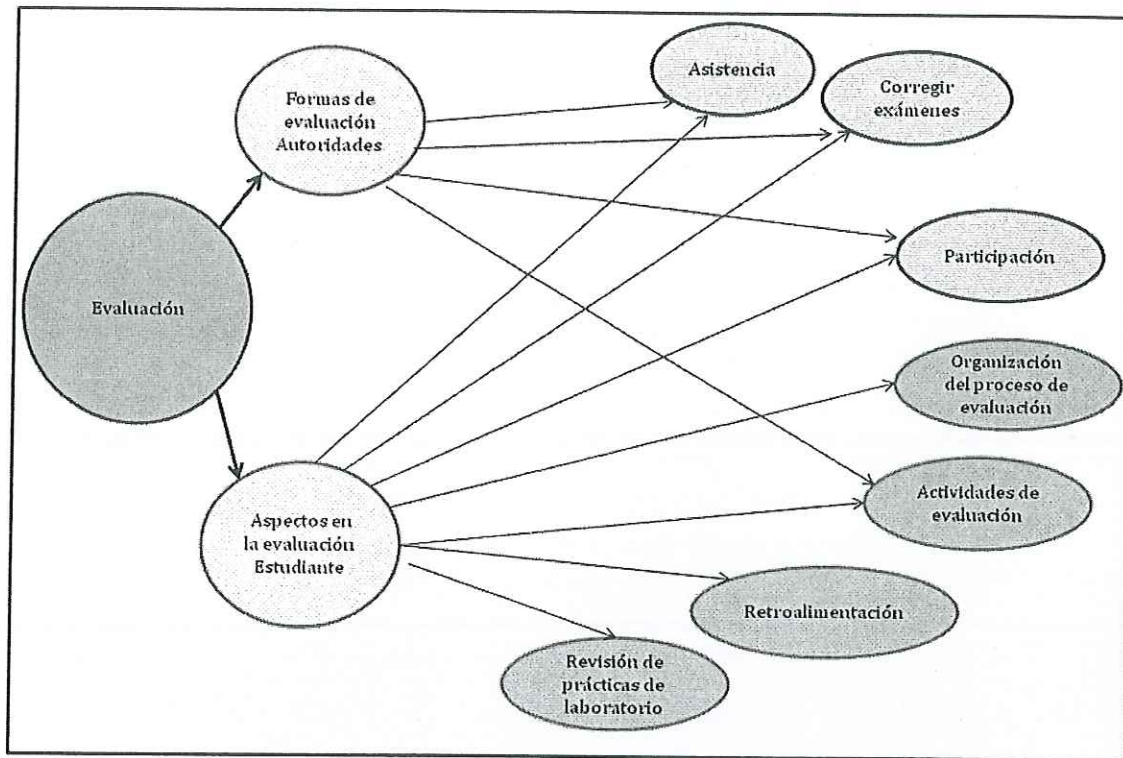 Asistencia
Corregir
exámenes
Formas de
evaluación
Autoridades
Participación
Evaluación
Organización
del proceso de
evaluación
Actividades de
evaluación
Aspectos en
la evaluación
Estudiante
Retroalimentación
Revisión de
prácticas de
laboratorio